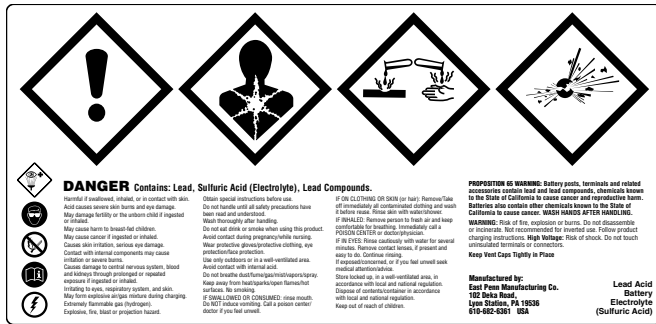 DANGER Contains: Lead, Sulfuric Acid (Electrolyte), Lead Compounds.
Harmful if swallowed, inhaled, or in contact with skin.
Acid causes severe skin burns and eye damage.
May damage fertility or the unborn child if ingested
or inhaled.
May cause harm to breast-fed children.
May cause cancer if ingested or inhaled.
Causes skin irritation, serious eye damage.
Contact with internal components may cause
irritation or severe burns.
Causes damage to central nervous system, blood
and kidneys through prolonged or repeated
exposure if ingested or inhaled.
Irritating to eyes, respiratory system, and skin.
May form explosive air/gas mixture during charging.
Extremely flammable gas (hydrogen).
Explosive, fire, blast or projection hazard.
Obtain special instructions before use.
Do not handle until all safety precautions have
been read and understood.
Wash thoroughly after handling.
Do not eat drink or smoke when using this product.
Avoid contact during pregnancy/while nursing.
Wear protective gloves/protective clothing, eye
protection/face protection.
Use only outdoors or in a well-ventilated area.
Avoid contact with internal acid.
Do not breathe dust/fume/gas/mist/vapors/spray.
Keep away from heat/sparks/open flames/hot
surfaces. No smoking.
IF SWALLOWED OR CONSUMED: rinse mouth.
Do NOT induce vomiting. Call a poison center/
doctor if you feel unwell.
IF ON CLOTHING OR SKIN (or hair): Remove/Take
off immediately all contaminated clothing and wash
it before reuse. Rinse skin with water/shower.
IF INHALED: Remove person to fresh air and keep
comfortable for breathing. Immediately call a
POISON CENTER or doctor/physician.
IF IN EYES: Rinse cautiously with water for several
minutes. Remove contact lenses, if present and
easy to do. Continue rinsing.
If exposed/concerned, or if you feel unwell seek
medical attention/advice.
Store locked up, in a well-ventilated area, in
accordance with local and national regulation.
Dispose of contents/container in accordance
with local and national regulation.
Keep out of reach of children.
PROPOSITION 65 WARNING: Battery posts, terminals and related
accessories contain lead and lead compounds, chemicals known
to the State of California to cause cancer and reproductive harm.
Batteries also contain other chemicals known to the State of
California to cause cancer. WASH HANDS AFTER HANDLING.
WARNING: Risk of fire, explosion or burns. Do not disassemble
or incinerate. Not recommended for inverted use. Follow product
charging instructions. High Voltage: Risk of shock. Do not touch
uninsulated terminals or connectors.
Keep Vent Caps Tightly in Place
Manufactured by:
East Penn Manufacturing Co.
102 Deka Road,
Lyon Station, PA 19536
610-682-6361 USA
Lead Acid
Battery
Electrolyte
(Sulfuric Acid)